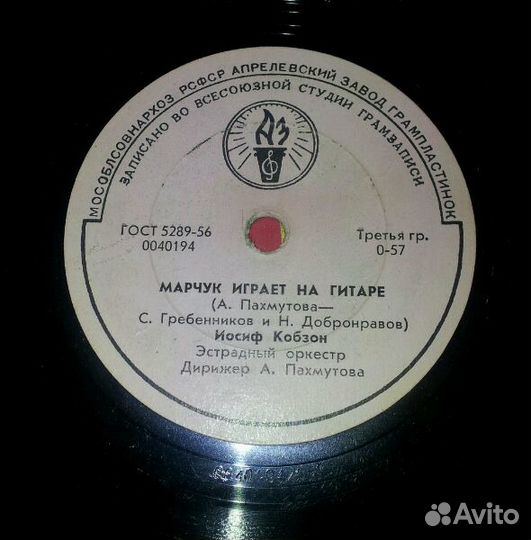 МОСОБЛСОВНАРХОЗ РСФСР АПРЕЛЕВСКИЙ ЗАВОД ГРАМПЛАСТИНОК
ЗАПИСАНО ВО ВСЕСОЮЗНОЙ СТУДИИ ГРАМЗАПИСИ
АЗ
ГОСТ 5289-56
0040194
Третья гр.
0-57
МАРЧУК ИГРАЕТ НА ГИТАРЕ
(А. Пахмутова—
С. Гребенников и Н. Добронравов)
Иосиф Кобзон
Эстрадный оркестр
Дирижер А. Пахмутова
Avito